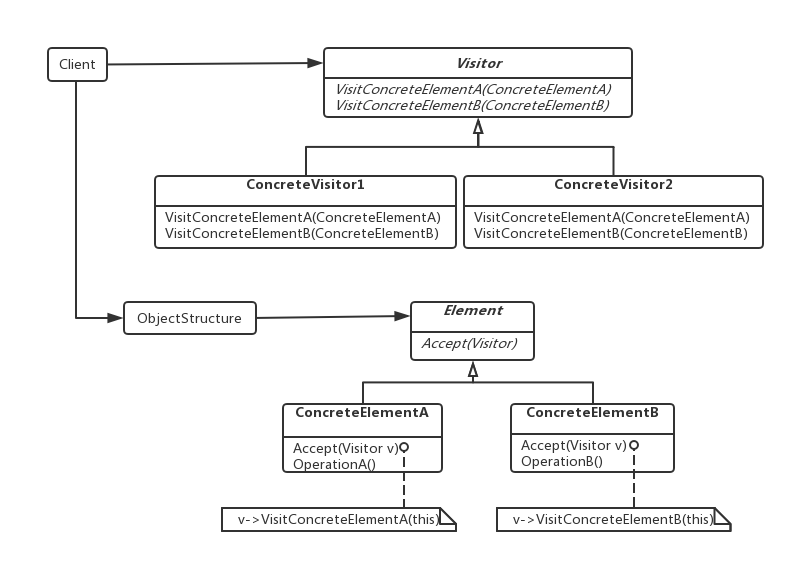 Client
Visitor
VisitConcreteElementA(ConcreteElementA)
VisitConcreteElementB(ConcreteElementB)
ConcreteVisitor1
VisitConcreteElementA(ConcreteElementA)
VisitConcreteElementB(ConcreteElementB)
ConcreteVisitor2
VisitConcreteElementA(ConcreteElementA)
VisitConcreteElementB(ConcreteElementB)
ObjectStructure
Element
Accept(Visitor)
ConcreteElementA
Accept(Visitor v)
OperationA()
ConcreteElementB
Accept(Visitor v)
OperationB()
v->VisitConcreteElementA(this)
v->VisitConcreteElementB(this)